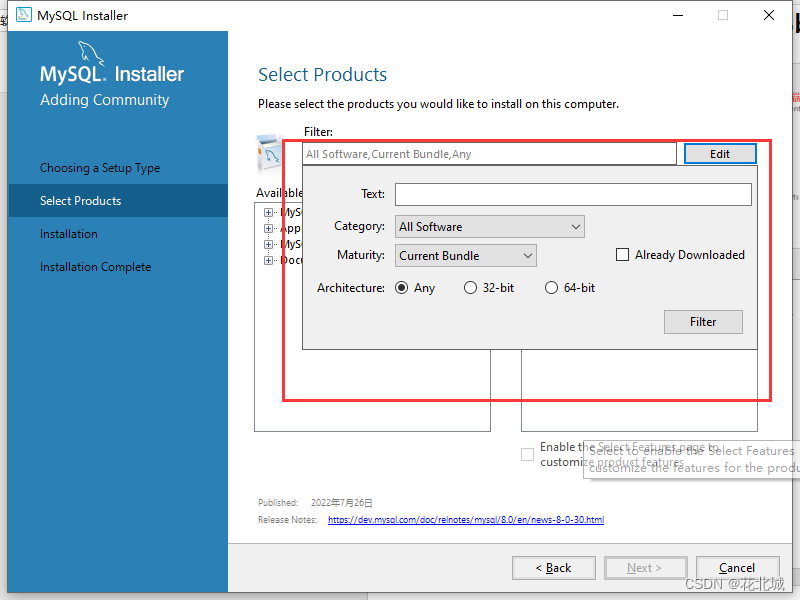 MySQL Installer
MySQL. Installer
Adding Community
Choosing a Setup Type
Select Products
Installation
Installation Complete
Select Products
Please select the products you would like to install on this computer.
Filter:
All Software,Current Bundle,Any
Edit
Available
MyS
App
MyS
Docu
Text:
Category:
All Software
Maturity:
Current Bundle
Already Downloaded
Architecture:
Any
32-bit
64-bit
Filter
Enable the Select Features page to
customize product features
Select to enable the Select Features
customize the features for the produ
Published:
2022年7月26日
Release Notes:
https://dev.mysql.com/doc/relnotes/mysql/8.0/en/news-8-0-30.html
< Back
Next >
Cancel
CSDN @花北城